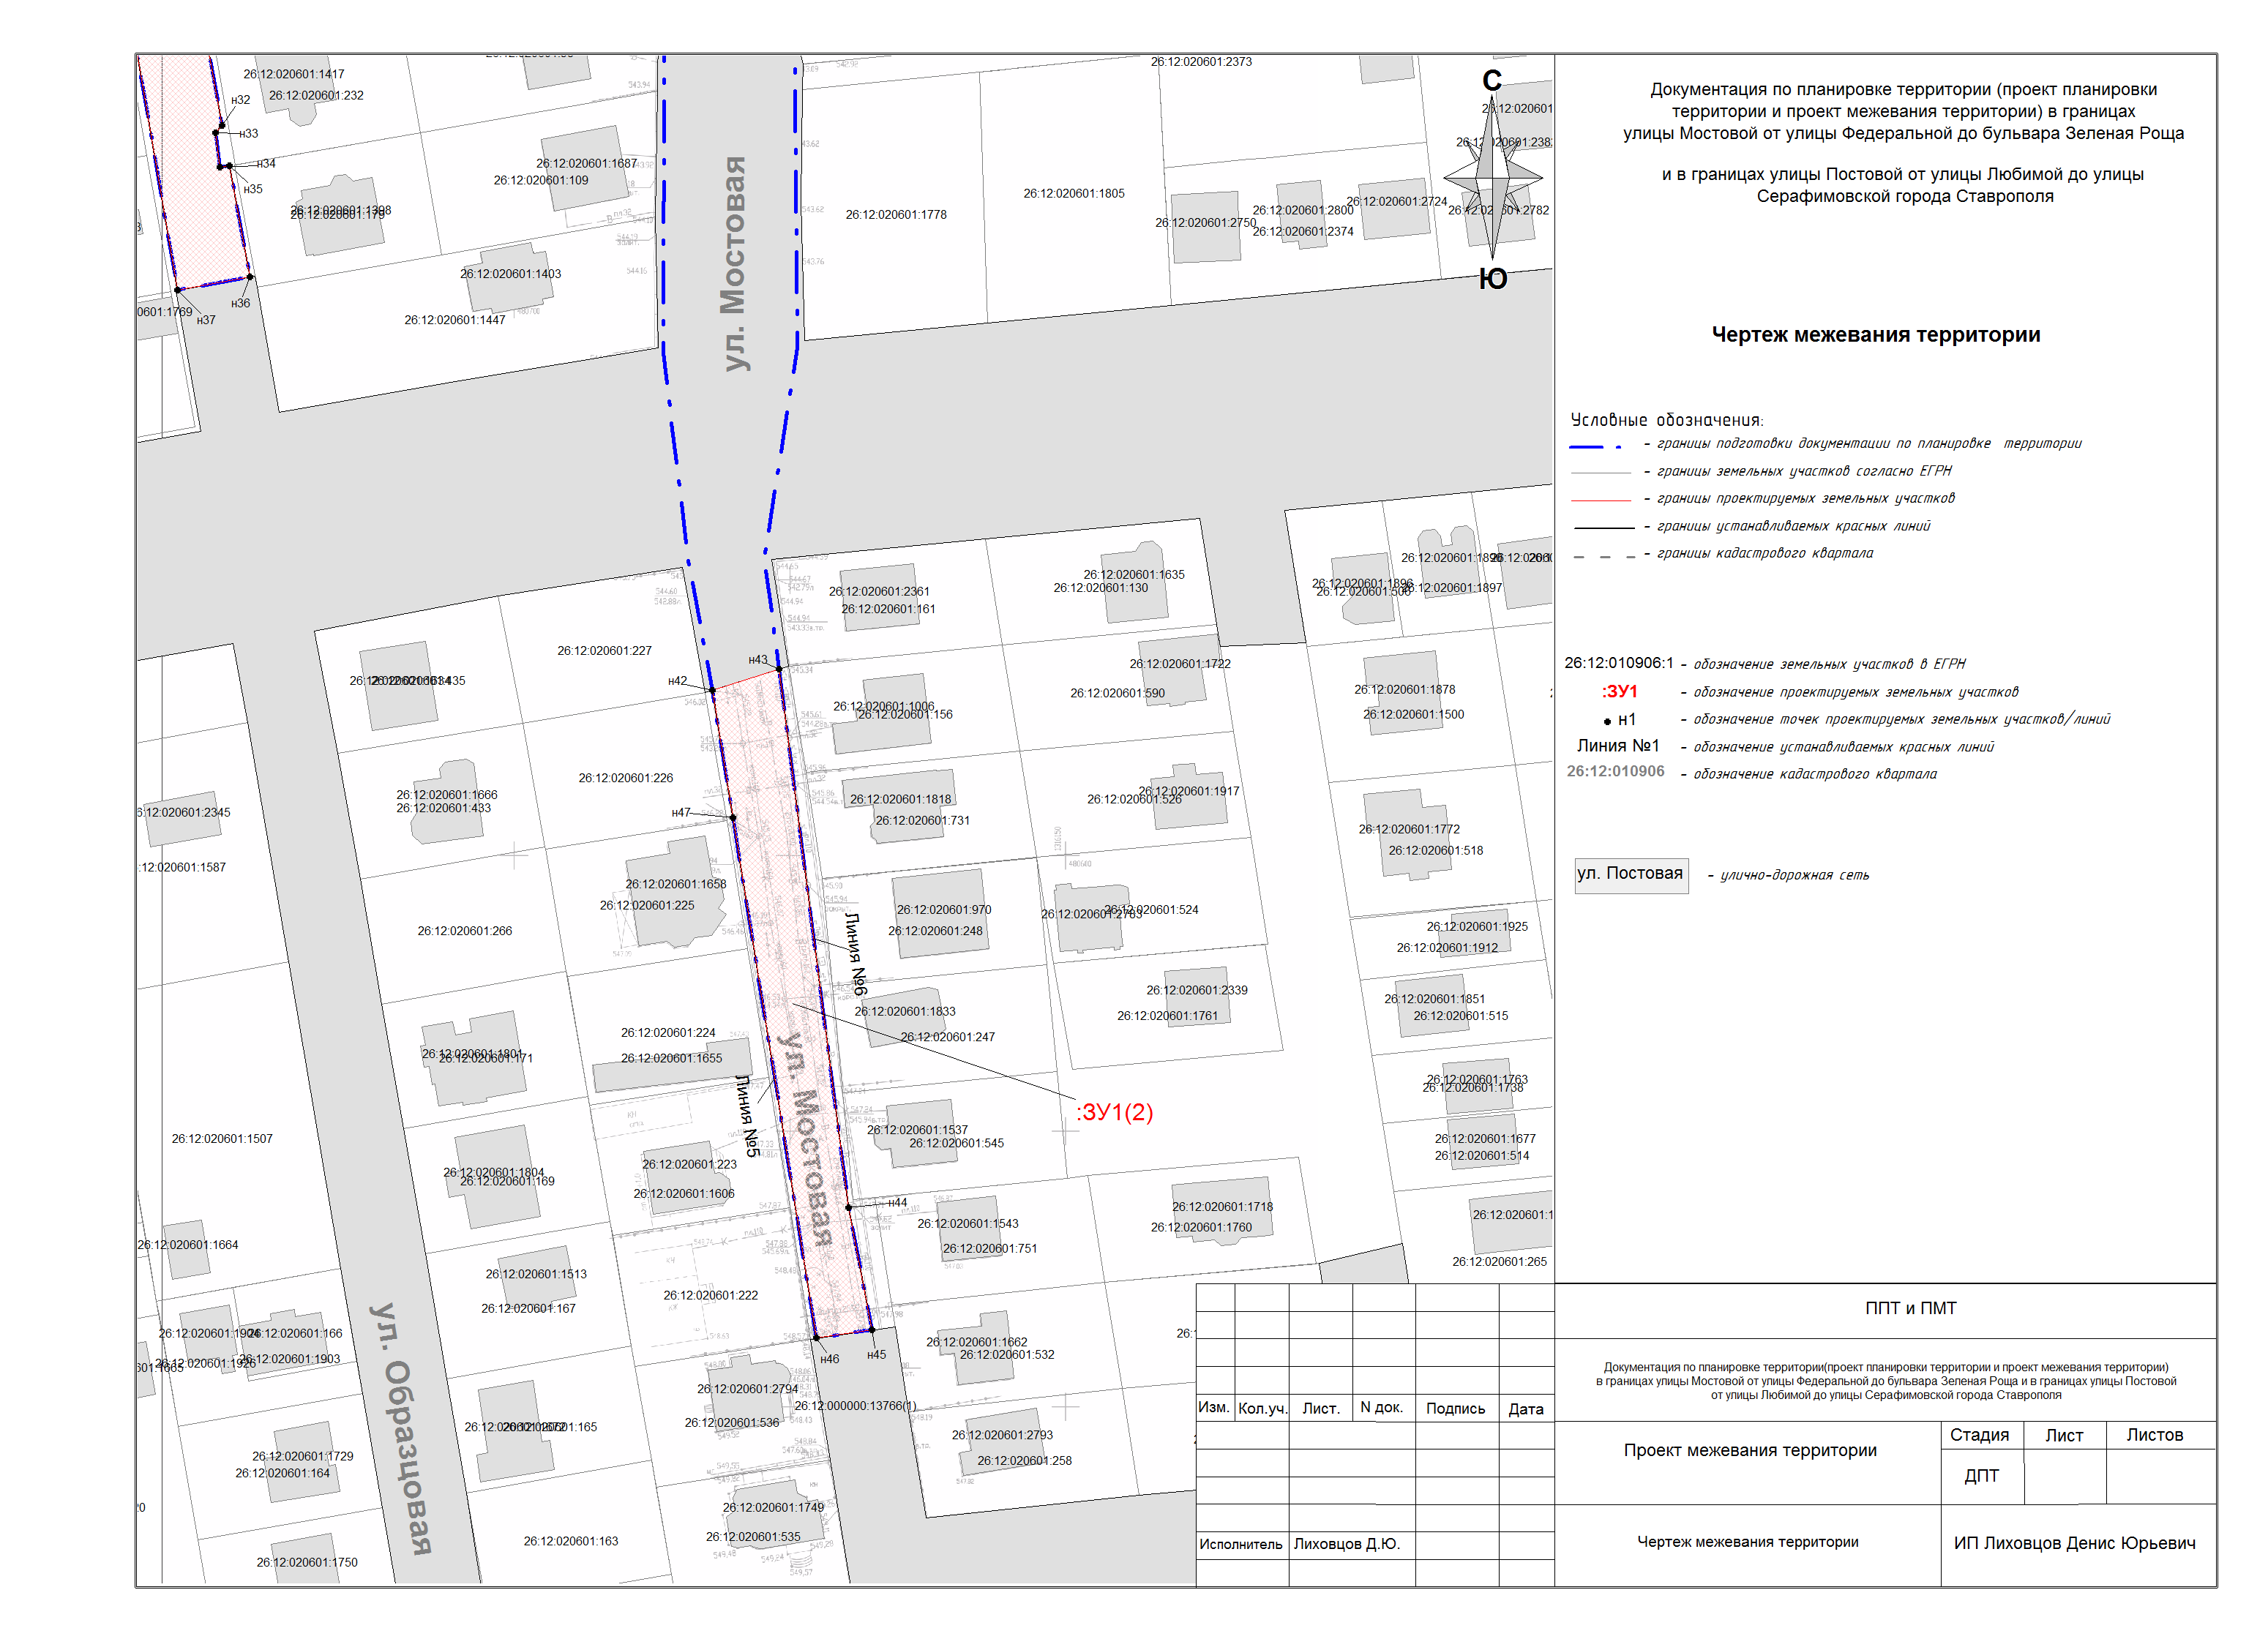 Документация по планировке территории (проект планировки
территории и проект межевания территории) в границах
улицы Мостовой от улицы Федеральной до бульвара Зеленая Роща
и в границах улицы Постовой от улицы Любимой до улицы
Серафимовской города Ставрополя
Чертеж межевания территории
Условные обозначения:
- границы подготовки документации по планировке территории
- границы земельных участков согласно ЕГРН
- границы проектируемых земельных участков
- границы устанавливаемых красных линий
- границы кадастрового квартала
26:12:010906:1 - обозначение земельных участков в ЕГРН
:ЗУ1 - обозначение проектируемых земельных участков
н1 - обозначение точек проектируемых земельных участков/линий
Линия №1 - обозначение устанавливаемых красных линий
26:12:010906 - обозначение кадастрового квартала
ул. Постовая - улично-дорожная сеть
С
Ю
26:12:020601:1417
26:12:020601:232
н32
н33
н34
н35
н36
н37
26:12:020601:1687
26:12:020601:109
26:12:020601:1403
26:12:020601:1447
ул. Мостовая
26:12:020601:2373
26:12:020601:1805
26:12:020601:1778
26:12:020601:2750
26:12:020601:2800
26:12:020601:2374
26:12:020601:2724
26:12:020601:227
26:12:020601:226
26:12:020601:2361
26:12:020601:161
26:12:020601:1635
26:12:020601:130
26:12:020601:1897
н43
н42
н47
26:12:020601:1722
26:12:020601:590
26:12:020601:1006
26:12:020601:156
26:12:020601:1878
26:12:020601:1500
26:12:020601:1666
26:12:020601:433
26:12:020601:1818
26:12:020601:731
26:12:020601:1917
26:12:020601:526
26:12:020601:1772
26:12:020601:518
26:12:020601:1658
26:12:020601:225
26:12:020601:266
26:12:020601:970
26:12:020601:248
26:12:020601:524
26:12:020601:1925
26:12:020601:1912
Линия №6
26:12:020601:1833
26:12:020601:247
26:12:020601:2339
26:12:020601:1761
26:12:020601:1851
26:12:020601:515
26:12:020601:224
26:12:020601:1655
26:12:020601:171
Линия №5
ул. Мостовая
:ЗУ1(2)
26:12:020601:1763
26:12:020601:1738
26:12:020601:1507
26:12:020601:1537
26:12:020601:545
26:12:020601:1677
26:12:020601:514
26:12:020601:1804
26:12:020601:169
26:12:020601:223
26:12:020601:1606
н44
26:12:020601:1543
26:12:020601:751
26:12:020601:1718
26:12:020601:1760
26:12:020601:265
26:12:020601:1664
26:12:020601:1513
26:12:020601:167
26:12:020601:222
26:12:020601:166
26:12:020601:1903
н46
н45
26:12:020601:1662
26:12:020601:532
26:12:020601:2794
26:12:020601:536
26:12:000000:13766(1)
ул. Образцовая
26:12:020601:165
26:12:020601:1729
26:12:020601:164
26:12:020601:2793
26:12:020601:258
26:12:020601:1749
26:12:020601:535
26:12:020601:163
26:12:020601:1750
ППТ и ПМТ
Документация по планировке территории(проект планировки территории и проект межевания территории)
в границах улицы Мостовой от улицы Федеральной до бульвара Зеленая Роща и в границах улицы Постовой
от улицы Любимой до улицы Серафимовской города Ставрополя
Изм. Кол.уч. Лист. N док. Подпись Дата
Проект межевания территории
Стадия Лист Листов
ДПТ
Исполнитель Лиховцов Д.Ю.
Чертеж межевания территории
ИП Лиховцов Денис Юрьевич